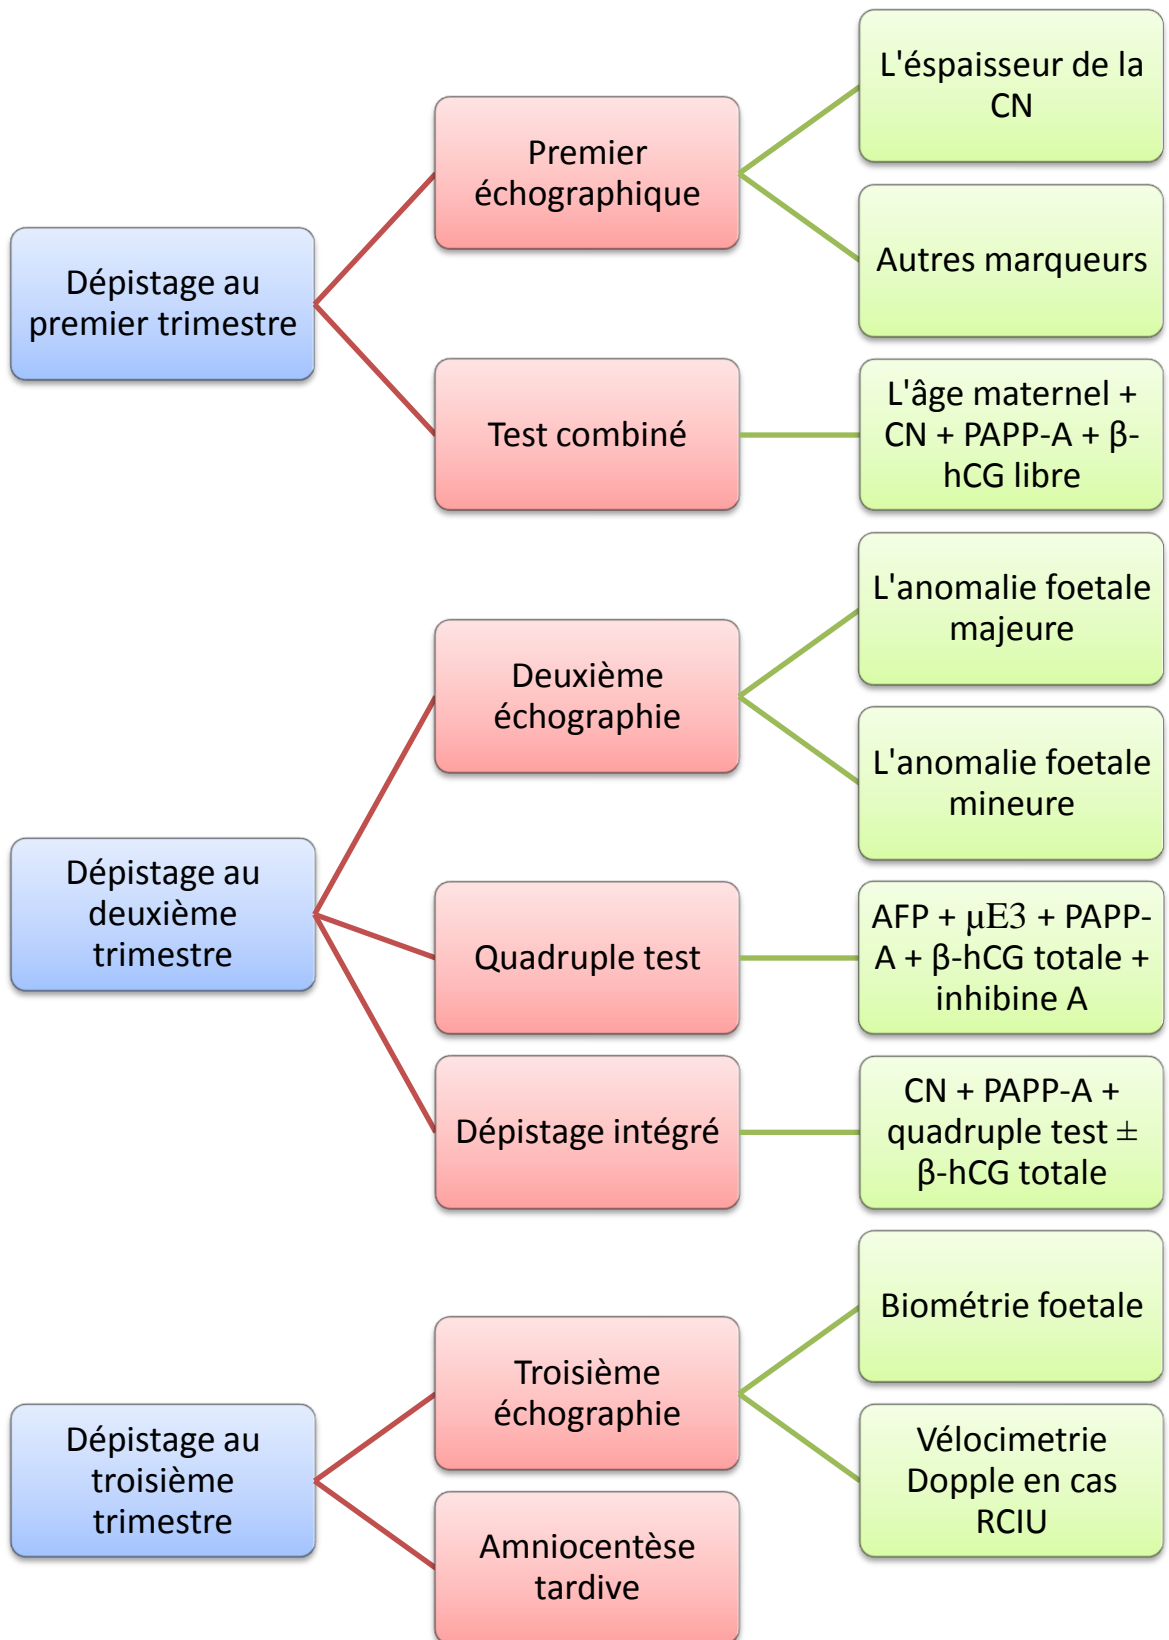 Dépistage au
premier trimestre
Premier
échographique
L'éspaisseur de la
CN
Autres marqueurs
Test combiné
L'âge maternel +
CN + PAPP-A + β-
hCG libre
Dépistage au
deuxième
trimestre
Deuxième
échographie
L'anomalie foetale
majeure
L'anomalie foetale
mineure
Quadruple test
AFP + µE3 + PAPP-
A + β-hCG totale +
inhibine A
Dépistage intégré
CN + PAPP-A +
quadruple test ±
β-hCG totale
Dépistage au
troisième
trimestre
Troisième
échographie
Biométrie foetale
Vélocimetrie
Dopple en cas
RCIU
Amniocentèse
tardive